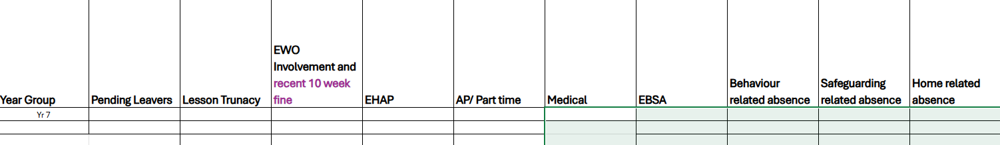 Year Group
Pending Leavers
Lesson Trunacy
EWO
Involvement and
recent 10 week
fine
EHAP
AP/ Part time
Medical
EBSA
Behaviour
related absence
Safeguarding
related absence
Home related
absence
Yr 7